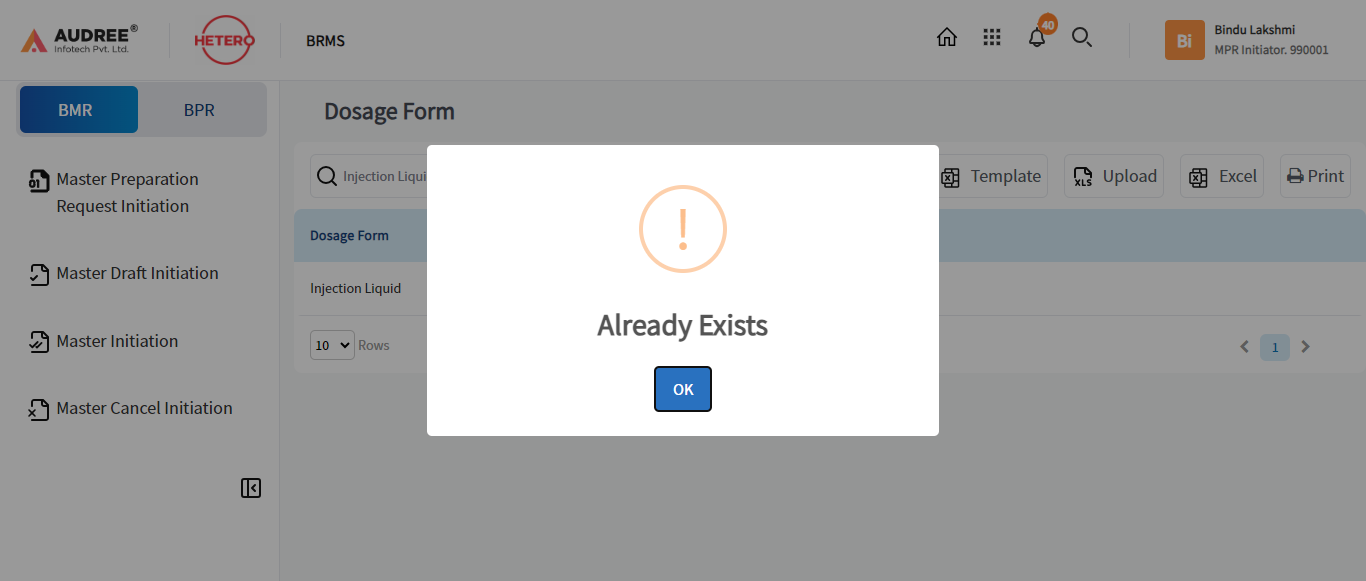 AUDREE®
Infotech Pvt. Ltd.
HETERO
BRMS
40
Bi
Bindu Lakshmi
MPR Initiator. 990001
BMR
BPR
Master Preparation
Request Initiation
Master Draft Initiation
Master Initiation
Master Cancel Initiation
Dosage Form
Injection Liqui
Template
XLS
Upload
Excel
Print
Dosage Form
Injection Liquid
10
Rows
1
!
Already Exists
OK